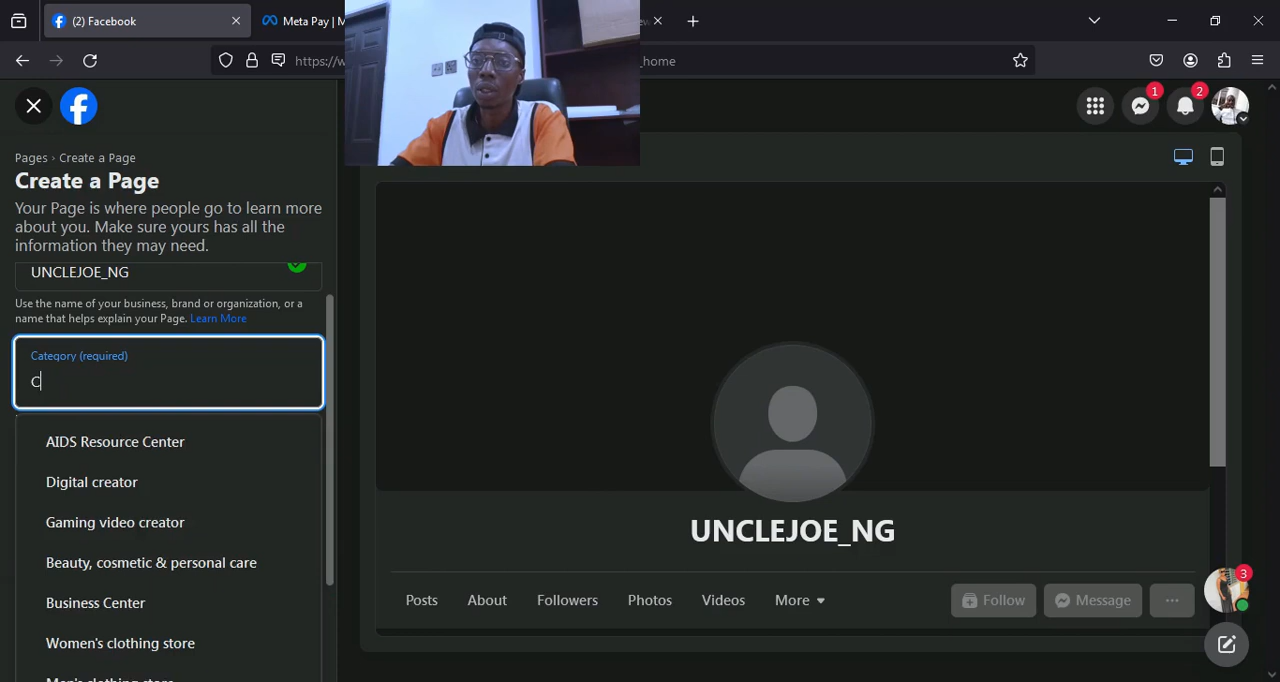 (2) Facebook
Meta Pay | M
https://w
_home
1
2
Pages › Create a Page
Create a Page
Your Page is where people go to learn more
about you. Make sure yours has all the
information they may need.
UNCLEJOE_NG
Use the name of your business, brand or organization, or a
name that helps explain your Page. Learn More
Category (required)
C
AIDS Resource Center
Digital creator
Gaming video creator
Beauty, cosmetic & personal care
Business Center
Women's clothing store
UNCLEJOE_NG
Posts
About
Followers
Photos
Videos
More
Follow
Message
3